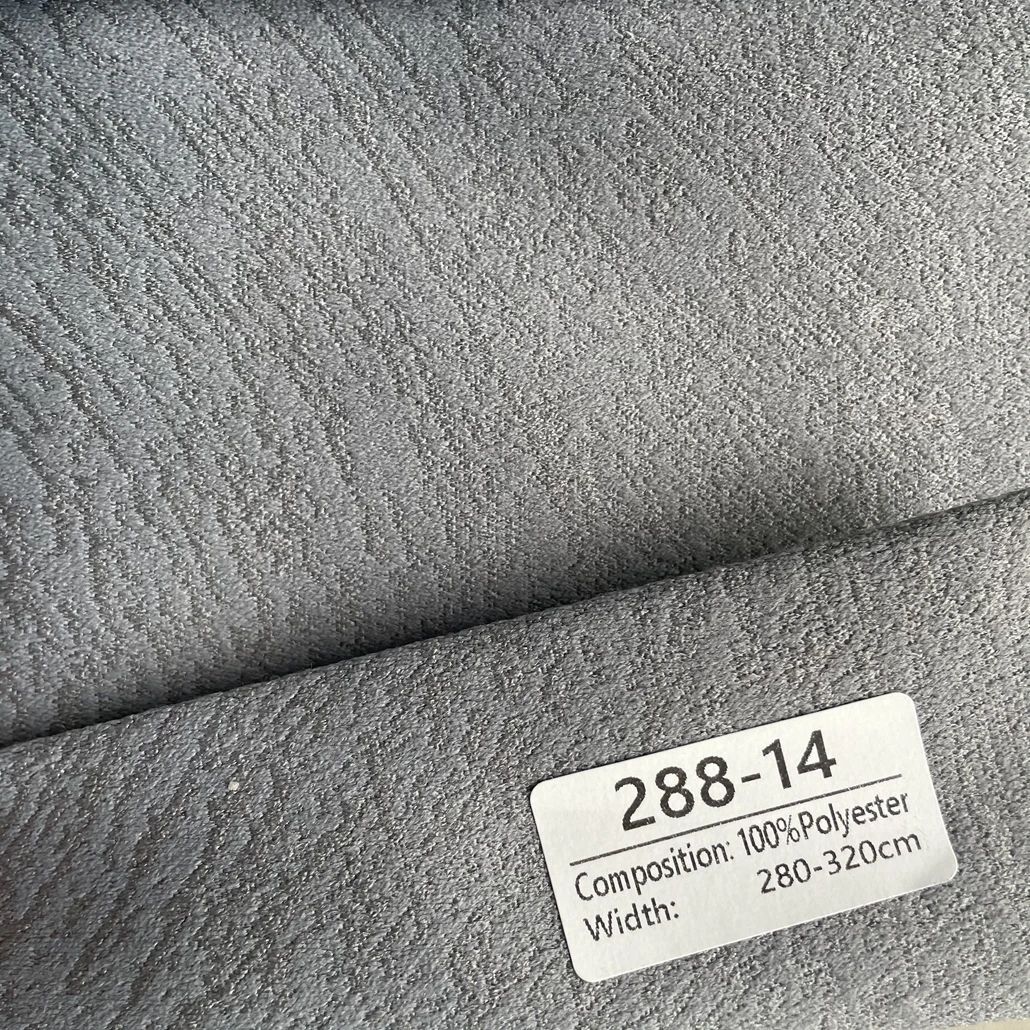 288-14
Composition: 100%Polyester
Width: 280-320cm